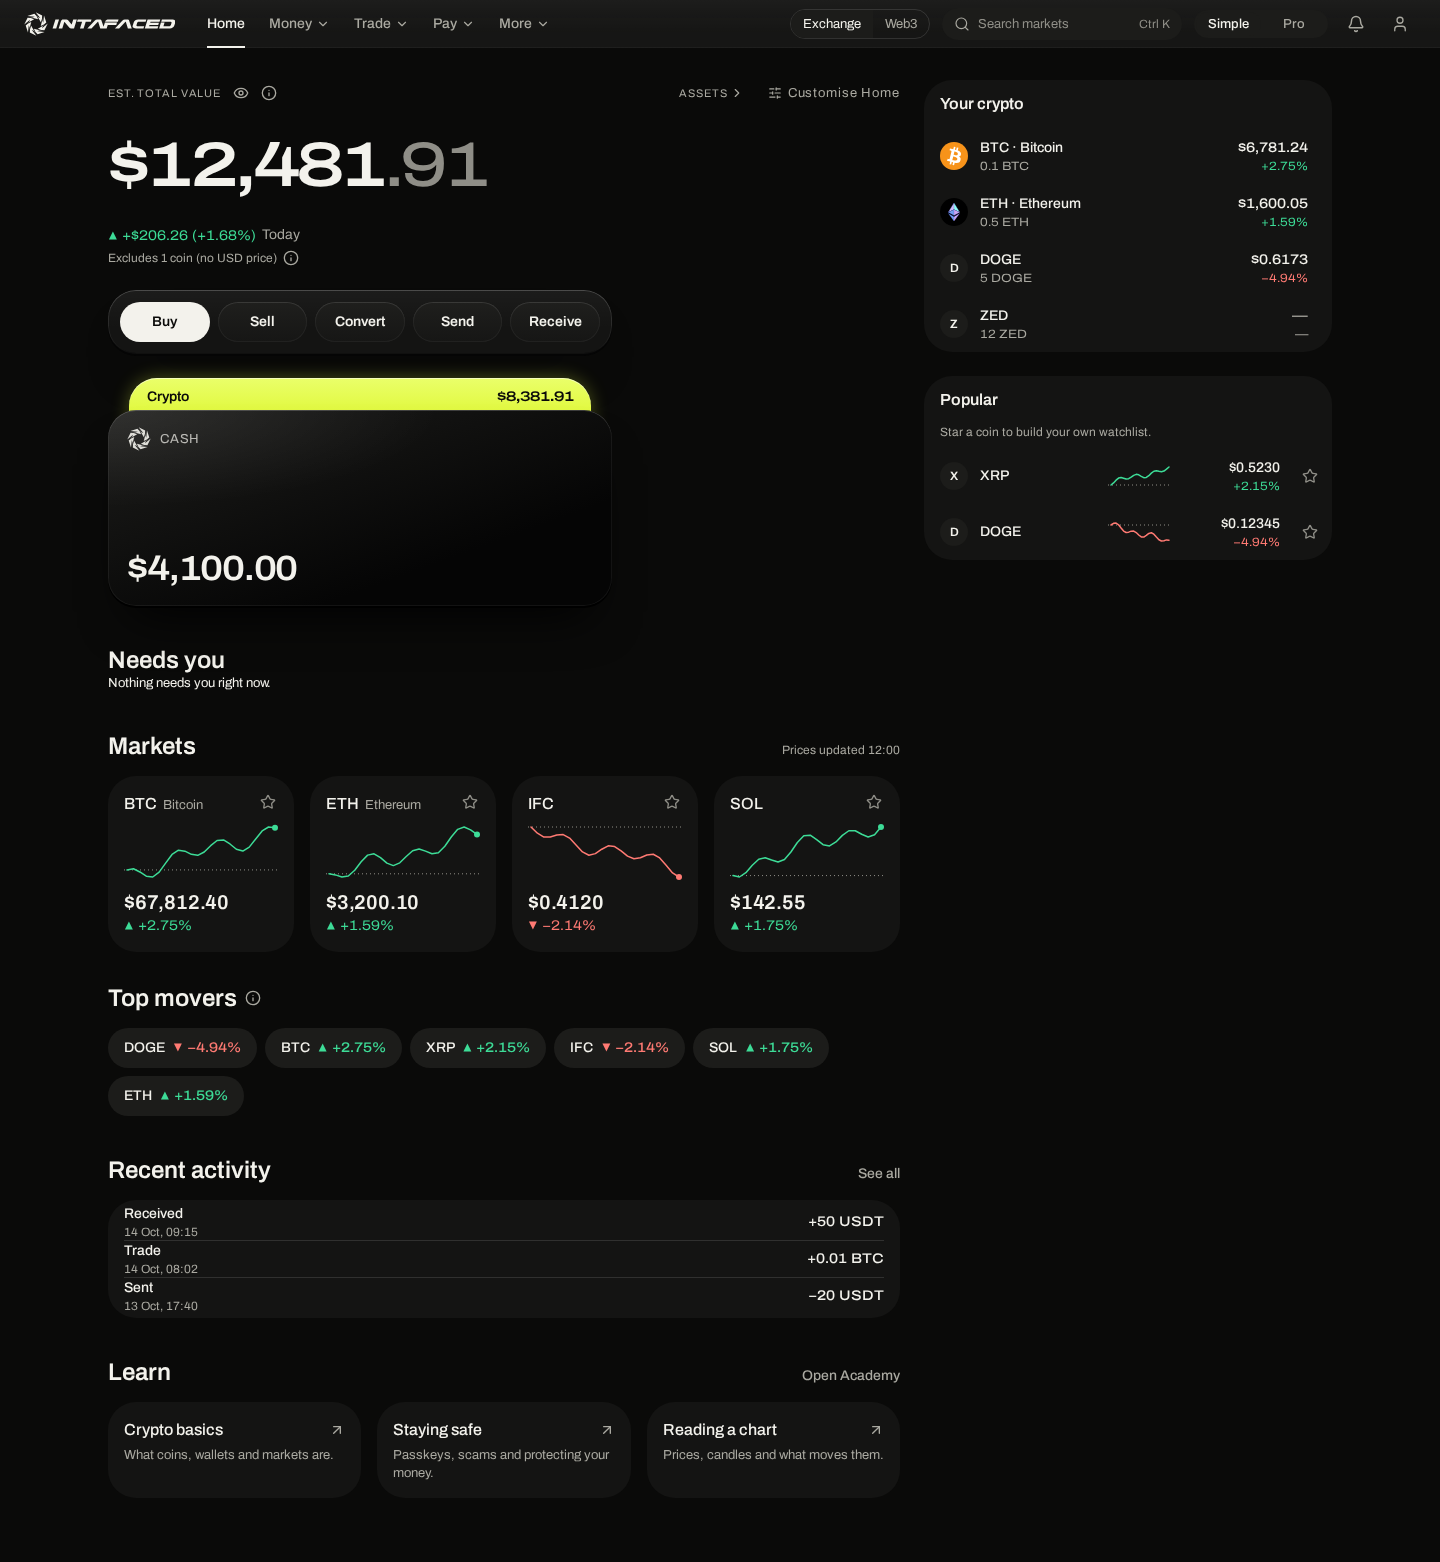 INTAFACED
Home
Money
Trade
Pay
More
Exchange
Web3
Search markets
Ctrl K
Simple
Pro
EST. TOTAL VALUE
ASSETS
Customise Home
$12,481.91
▲ +$206.26 (+1.68%) Today
Excludes 1 coin (no USD price)
Buy
Sell
Convert
Send
Receive
Crypto
$8,381.91
CASH
$4,100.00
Your crypto
BTC · Bitcoin
$6,781.24
0.1 BTC
+2.75%
ETH · Ethereum
$1,600.05
0.5 ETH
+1.59%
D
DOGE
$0.6173
5 DOGE
−4.94%
Z
ZED
—
12 ZED
—
Popular
Star a coin to build your own watchlist.
X
XRP
$0.5230
+2.15%
D
DOGE
$0.12345
−4.94%
Needs you
Nothing needs you right now.
Markets
Prices updated 12:00
BTC Bitcoin
$67,812.40
▲ +2.75%
ETH Ethereum
$3,200.10
▲ +1.59%
IFC
$0.4120
▼ −2.14%
SOL
$142.55
▲ +1.75%
Top movers
DOGE ▼ −4.94%
BTC ▲ +2.75%
XRP ▲ +2.15%
IFC ▼ −2.14%
SOL ▲ +1.75%
ETH ▲ +1.59%
Recent activity
See all
Received
14 Oct, 09:15
+50 USDT
Trade
14 Oct, 08:02
+0.01 BTC
Sent
13 Oct, 17:40
−20 USDT
Learn
Open Academy
Crypto basics
What coins, wallets and markets are.
Staying safe
Passkeys, scams and protecting your
money.
Reading a chart
Prices, candles and what moves them.